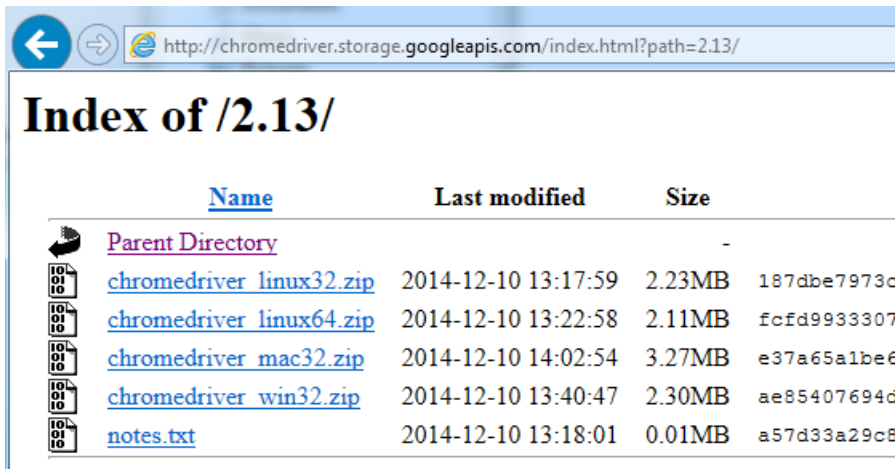 http://chromedriver.storage.googleapis.com/index.html?path=2.13/
Index of /2.13/
Name Last modified Size
Parent Directory -
chromedriver_linux32.zip 2014-12-10 13:17:59 2.23MB 187dbe7973c
chromedriver_linux64.zip 2014-12-10 13:22:58 2.11MB fcfd9933307
chromedriver_mac32.zip 2014-12-10 14:02:54 3.27MB e37a65a1be6
chromedriver_win32.zip 2014-12-10 13:40:47 2.30MB ae85407694d
notes.txt 2014-12-10 13:18:01 0.01MB a57d33a29c8